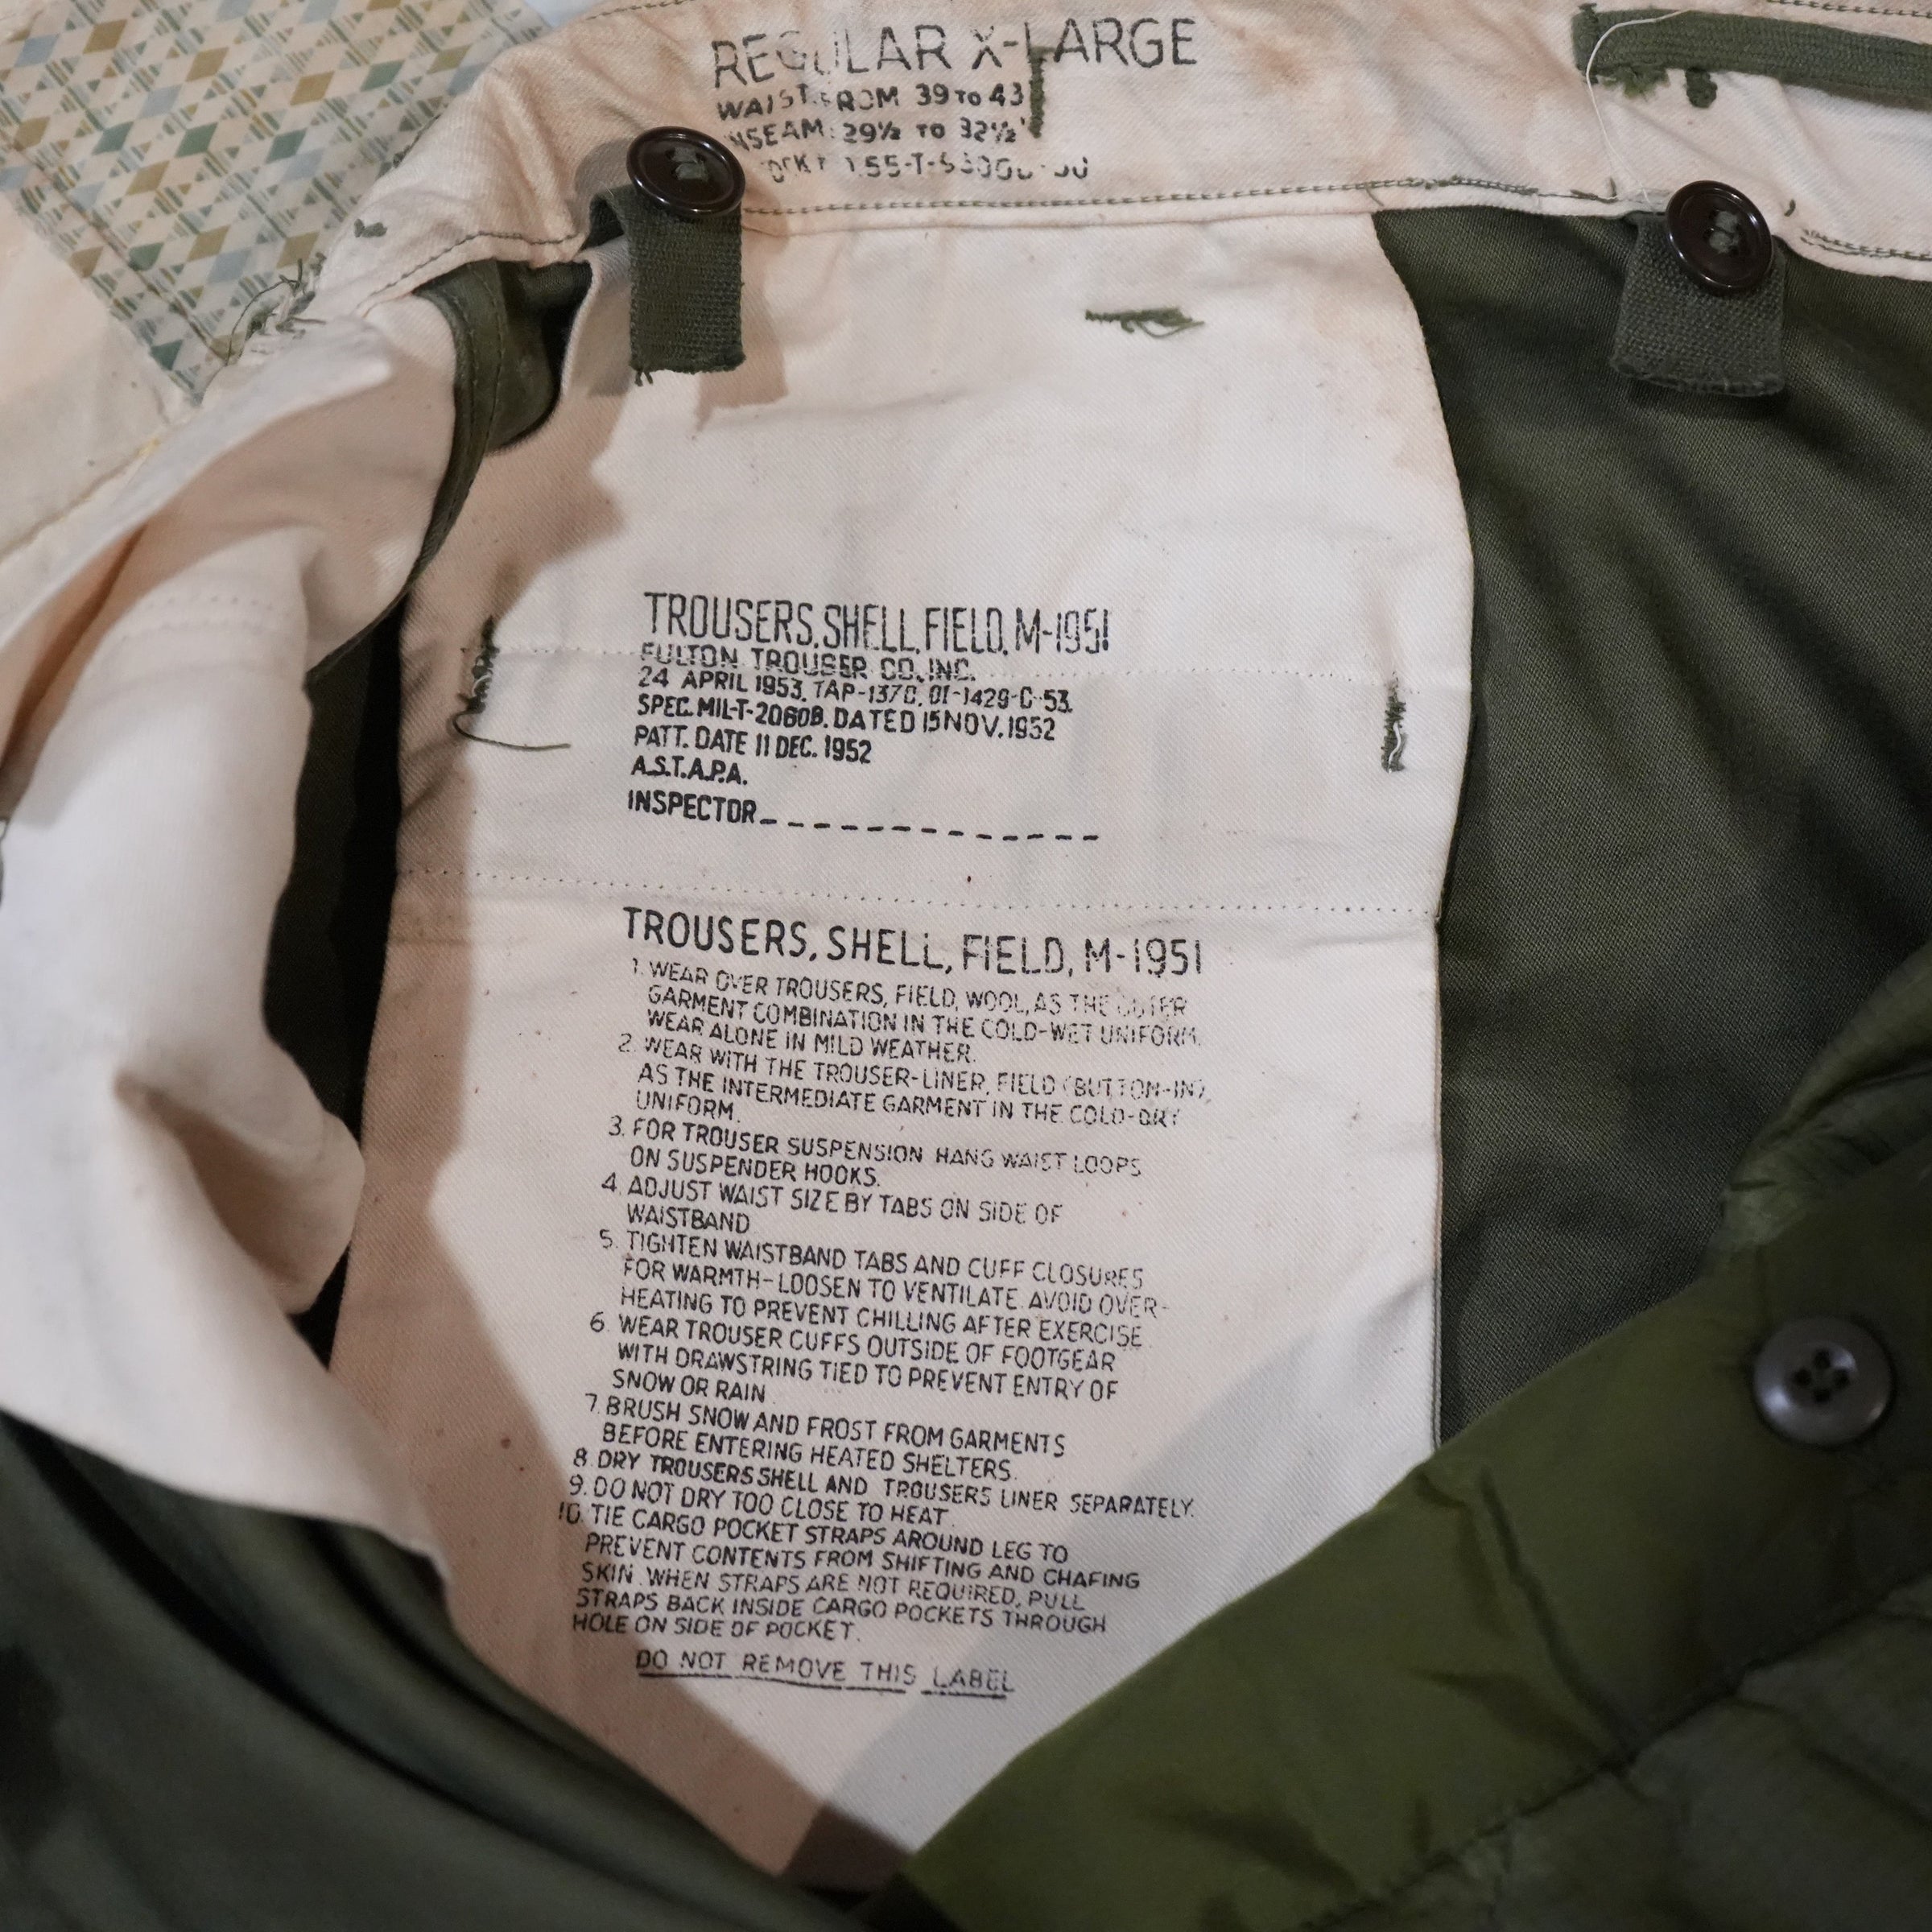 REGULAR X-LARGE
WAIST: FROM 39 TO 43
INSEAM: 29½ TO 32½
TROUSERS, SHELL, FIELD, M-1951
FULTON TROUSER CO. INC.
24 APRIL 1953. TAP-1370. OI-1429-C-53.
SPEC. MIL-T-2060B. DATED 15 NOV. 1952
PATT. DATE 11 DEC. 1952
A.S.T.A.P.A.
INSPECTOR_ _ _ _ _ _ _ _ _ _ _ _ _
TROUSERS, SHELL, FIELD, M-1951
1. WEAR OVER TROUSERS, FIELD, WOOL, AS THE OUTER
GARMENT COMBINATION IN THE COLD-WET UNIFORM.
WEAR ALONE IN MILD WEATHER.
2. WEAR WITH THE TROUSER-LINER, FIELD (BUTTON-IN),
AS THE INTERMEDIATE GARMENT IN THE COLD-DRY
UNIFORM.
3. FOR TROUSER SUSPENSION HANG WAIST LOOPS
ON SUSPENDER HOOKS.
4. ADJUST WAIST SIZE BY TABS ON SIDE OF
WAISTBAND
5. TIGHTEN WAISTBAND TABS AND CUFF CLOSURES
FOR WARMTH-LOOSEN TO VENTILATE. AVOID OVER-
HEATING TO PREVENT CHILLING AFTER EXERCISE.
6. WEAR TROUSER CUFFS OUTSIDE OF FOOTGEAR
WITH DRAWSTRING TIED TO PREVENT ENTRY OF
SNOW OR RAIN
7. BRUSH SNOW AND FROST FROM GARMENTS
BEFORE ENTERING HEATED SHELTERS.
8. DRY TROUSERS SHELL AND TROUSERS LINER SEPARATELY.
9. DO NOT DRY TOO CLOSE TO HEAT.
10. TIE CARGO POCKET STRAPS AROUND LEG TO
PREVENT CONTENTS FROM SHIFTING AND CHAFING
SKIN. WHEN STRAPS ARE NOT REQUIRED, PULL
STRAPS BACK INSIDE CARGO POCKETS THROUGH
HOLE ON SIDE OF POCKET.
DO NOT REMOVE THIS LABEL